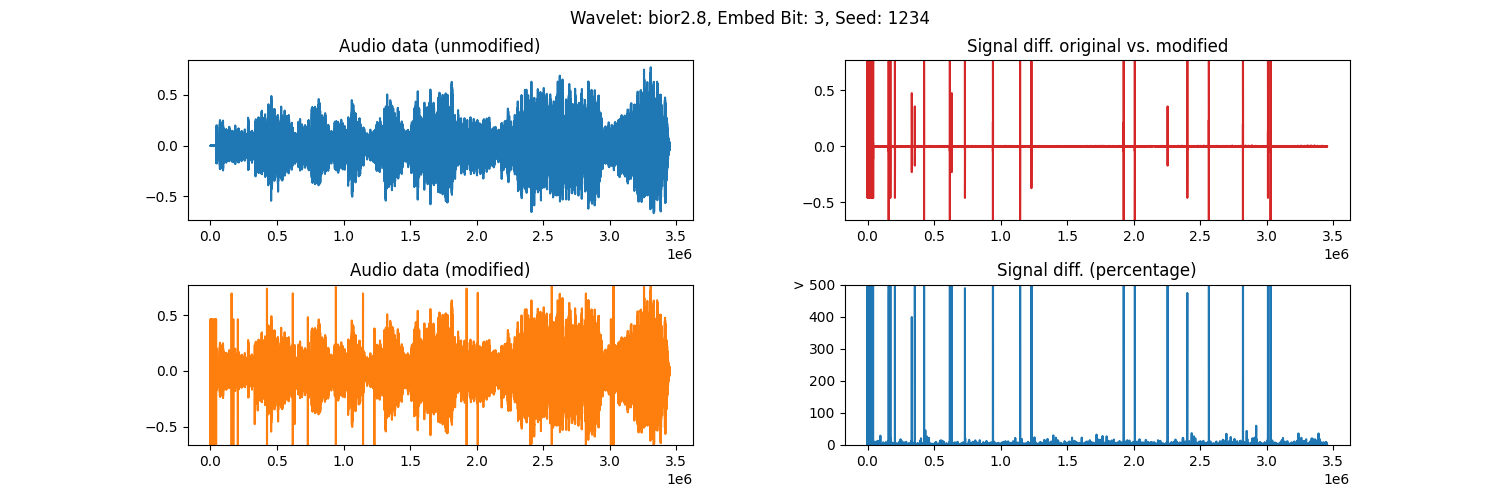 Wavelet: bior2.8, Embed Bit: 3, Seed: 1234
Audio data (unmodified)
0.5
0.0
−0.5
0.0 0.5 1.0 1.5 2.0 2.5 3.0 3.5
1e6
Signal diff. original vs. modified
0.5
0.0
−0.5
0.0 0.5 1.0 1.5 2.0 2.5 3.0 3.5
1e6
Audio data (modified)
0.5
0.0
−0.5
0.0 0.5 1.0 1.5 2.0 2.5 3.0 3.5
1e6
Signal diff. (percentage)
> 500
400
300
200
100
0
0.0 0.5 1.0 1.5 2.0 2.5 3.0 3.5
1e6